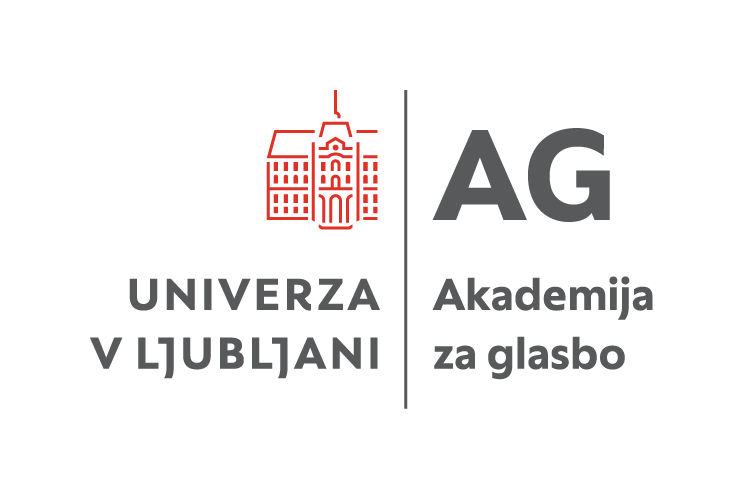 UNIVERZA
V LJUBLJANI
AG
Akademija
za glasbo